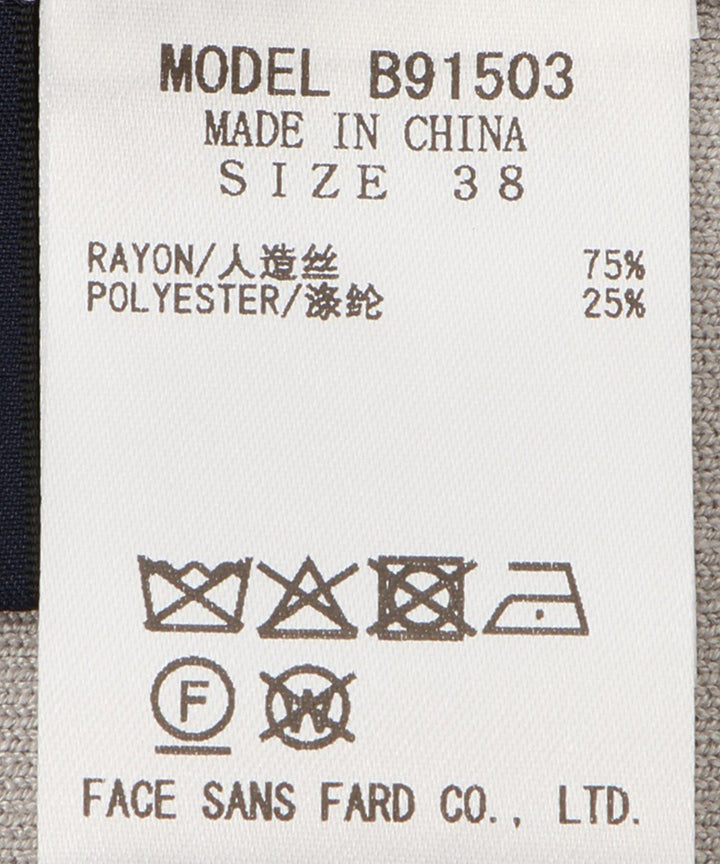 MODEL B91503
MADE IN CHINA
SIZE 38
RAYON/人造丝 75%
POLYESTER/涤纶 25%
F W
FACE SANS FARD CO., LTD.